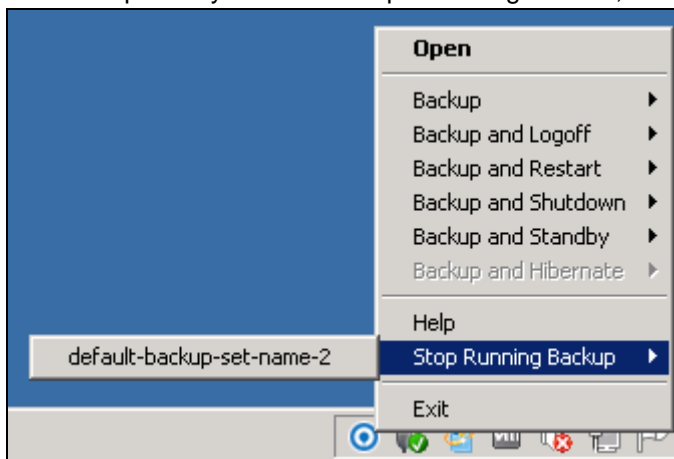 Open
Backup
Backup and Logoff
Backup and Restart
Backup and Shutdown
Backup and Standby
Backup and Hibernate
Help
default-backup-set-name-2
Stop Running Backup
Exit